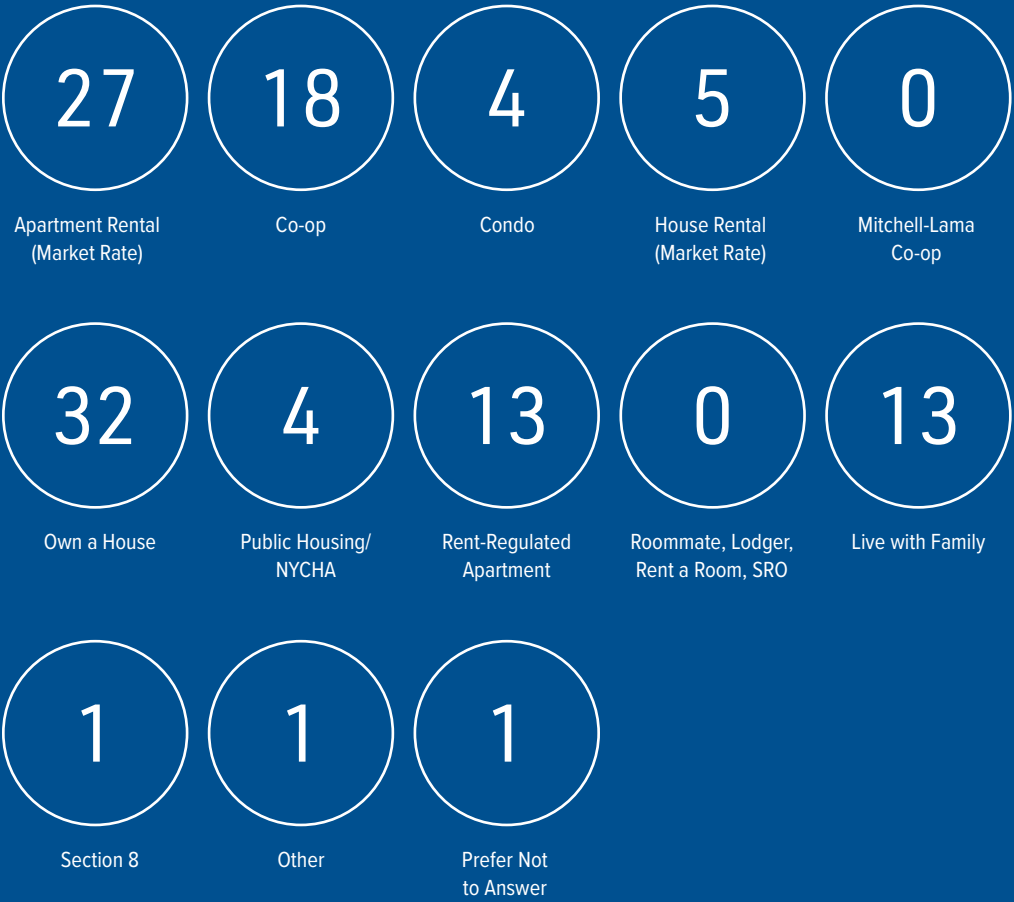 27
18
4
5
0
Apartment Rental
(Market Rate)
Co-op
Condo
House Rental
(Market Rate)
Mitchell-Lama
Co-op
32
4
13
0
13
Own a House
Public Housing/
NYCHA
Rent-Regulated
Apartment
Roommate, Lodger,
Rent a Room, SRO
Live with Family
1
1
1
Section 8
Other
Prefer Not
to Answer